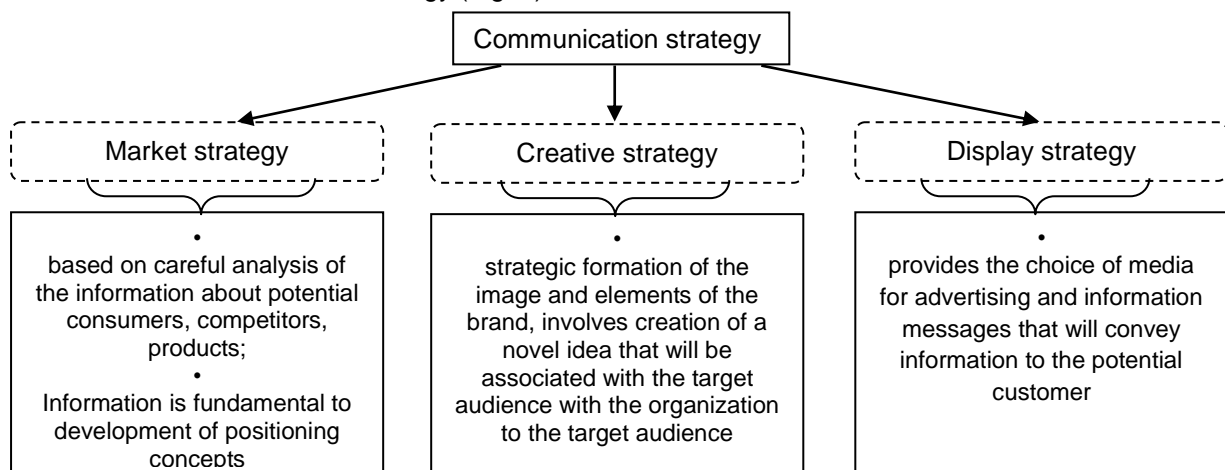 Communication strategy
Market strategy
•
based on careful analysis of
the information about potential
consumers, competitors,
products;
•
Information is fundamental to
development of positioning
concepts
Creative strategy
•
strategic formation of the
image and elements of the
brand, involves creation of a
novel idea that will be
associated with the target
audience with the organization
to the target audience
Display strategy
•
provides the choice of media
for advertising and information
messages that will convey
information to the potential
customer